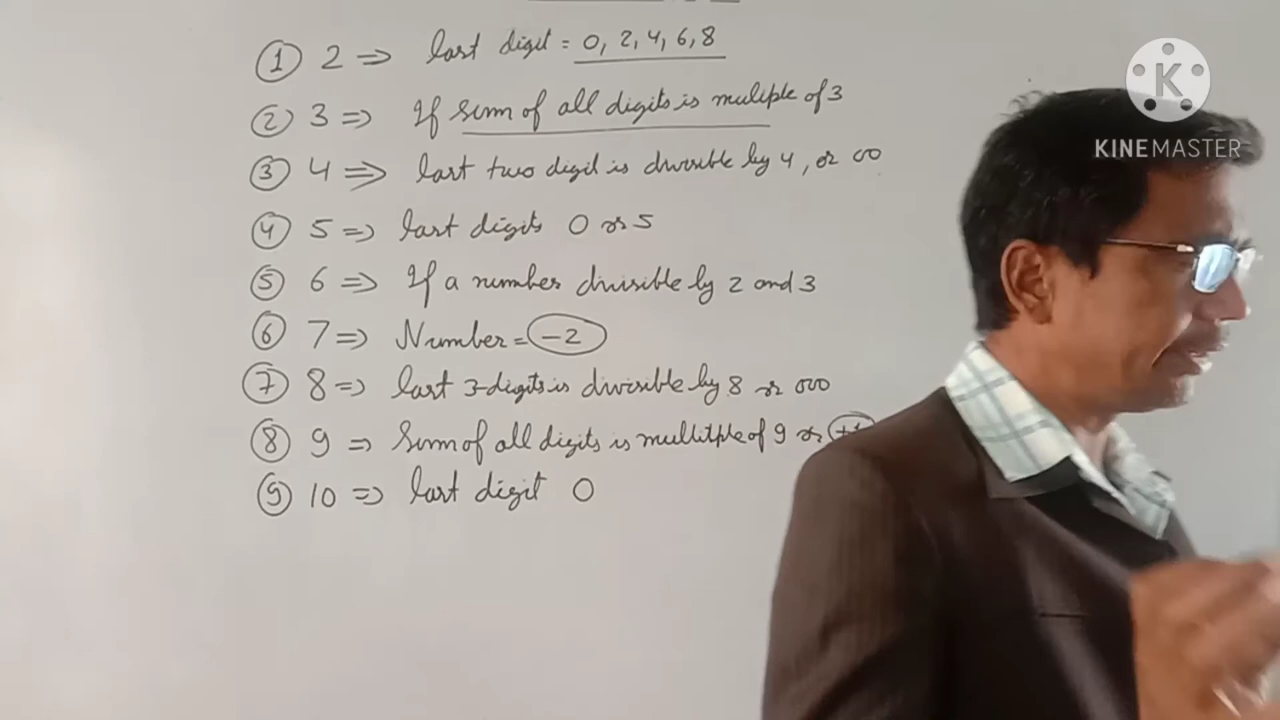 ① 2 => last digit = 0, 2, 4, 6, 8
② 3 => If sum of all digits is muliple of 3
③ 4 => last two digit is divisible by 4, or 00
④ 5 => last digits 0 or 5
⑤ 6 => If a number divisible by 2 and 3
⑥ 7 => Number = -2
⑦ 8 => last 3-digits is divisible by 8 or 000
⑧ 9 => Sum of all digits is mullitple of 9 or
⑨ 10 => last digit 0
K
KINEMASTER